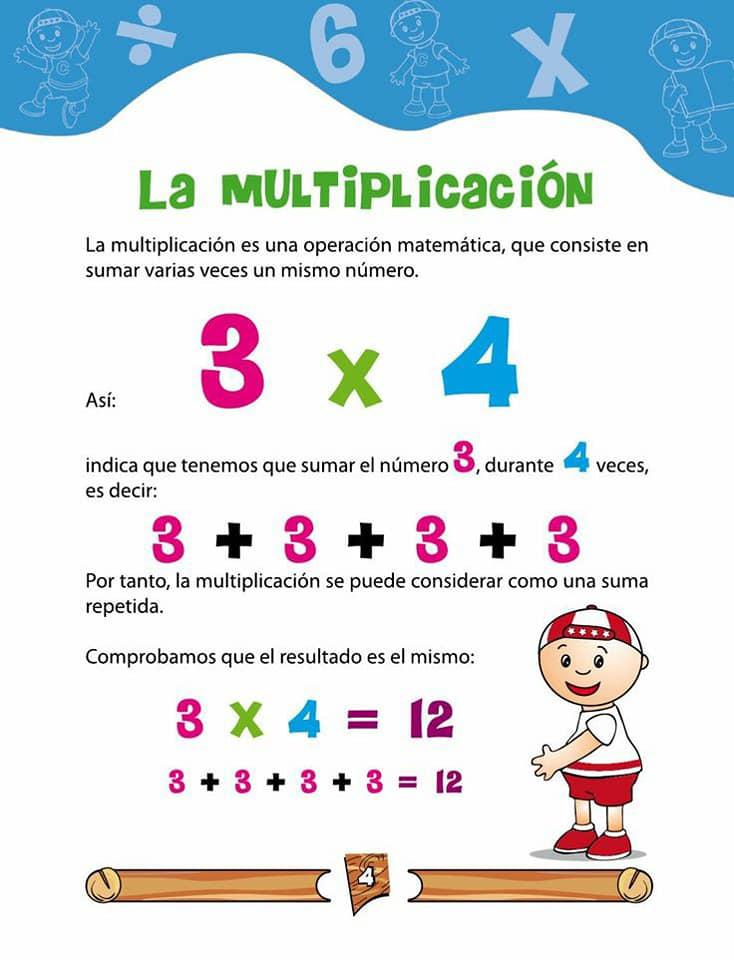 ÷ 6 X
La MULTIPLICACIÓN
La multiplicación es una operación matemática, que consiste en
sumar varias veces un mismo número.
Así: 3 x 4
indica que tenemos que sumar el número 3, durante 4 veces,
es decir:
3 + 3 + 3 + 3
Por tanto, la multiplicación se puede considerar como una suma
repetida.
Comprobamos que el resultado es el mismo:
3 X 4 = 12
3 + 3 + 3 + 3 = 12
4